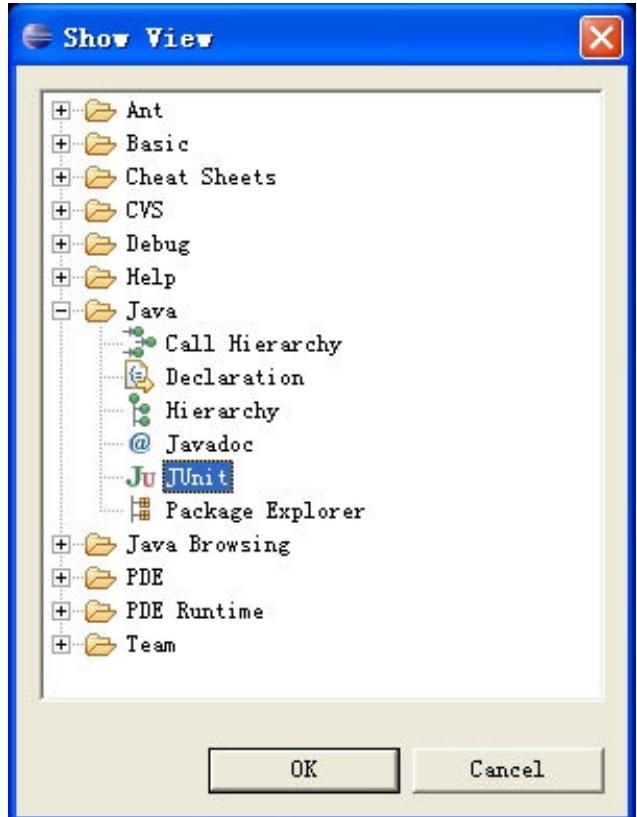 Show View
Ant
Basic
Cheat Sheets
CVS
Debug
Help
Java
Call Hierarchy
Declaration
Hierarchy
@ Javadoc
JU JUnit
Package Explorer
Java Browsing
PDE
PDE Runtime
Team
OK Cancel